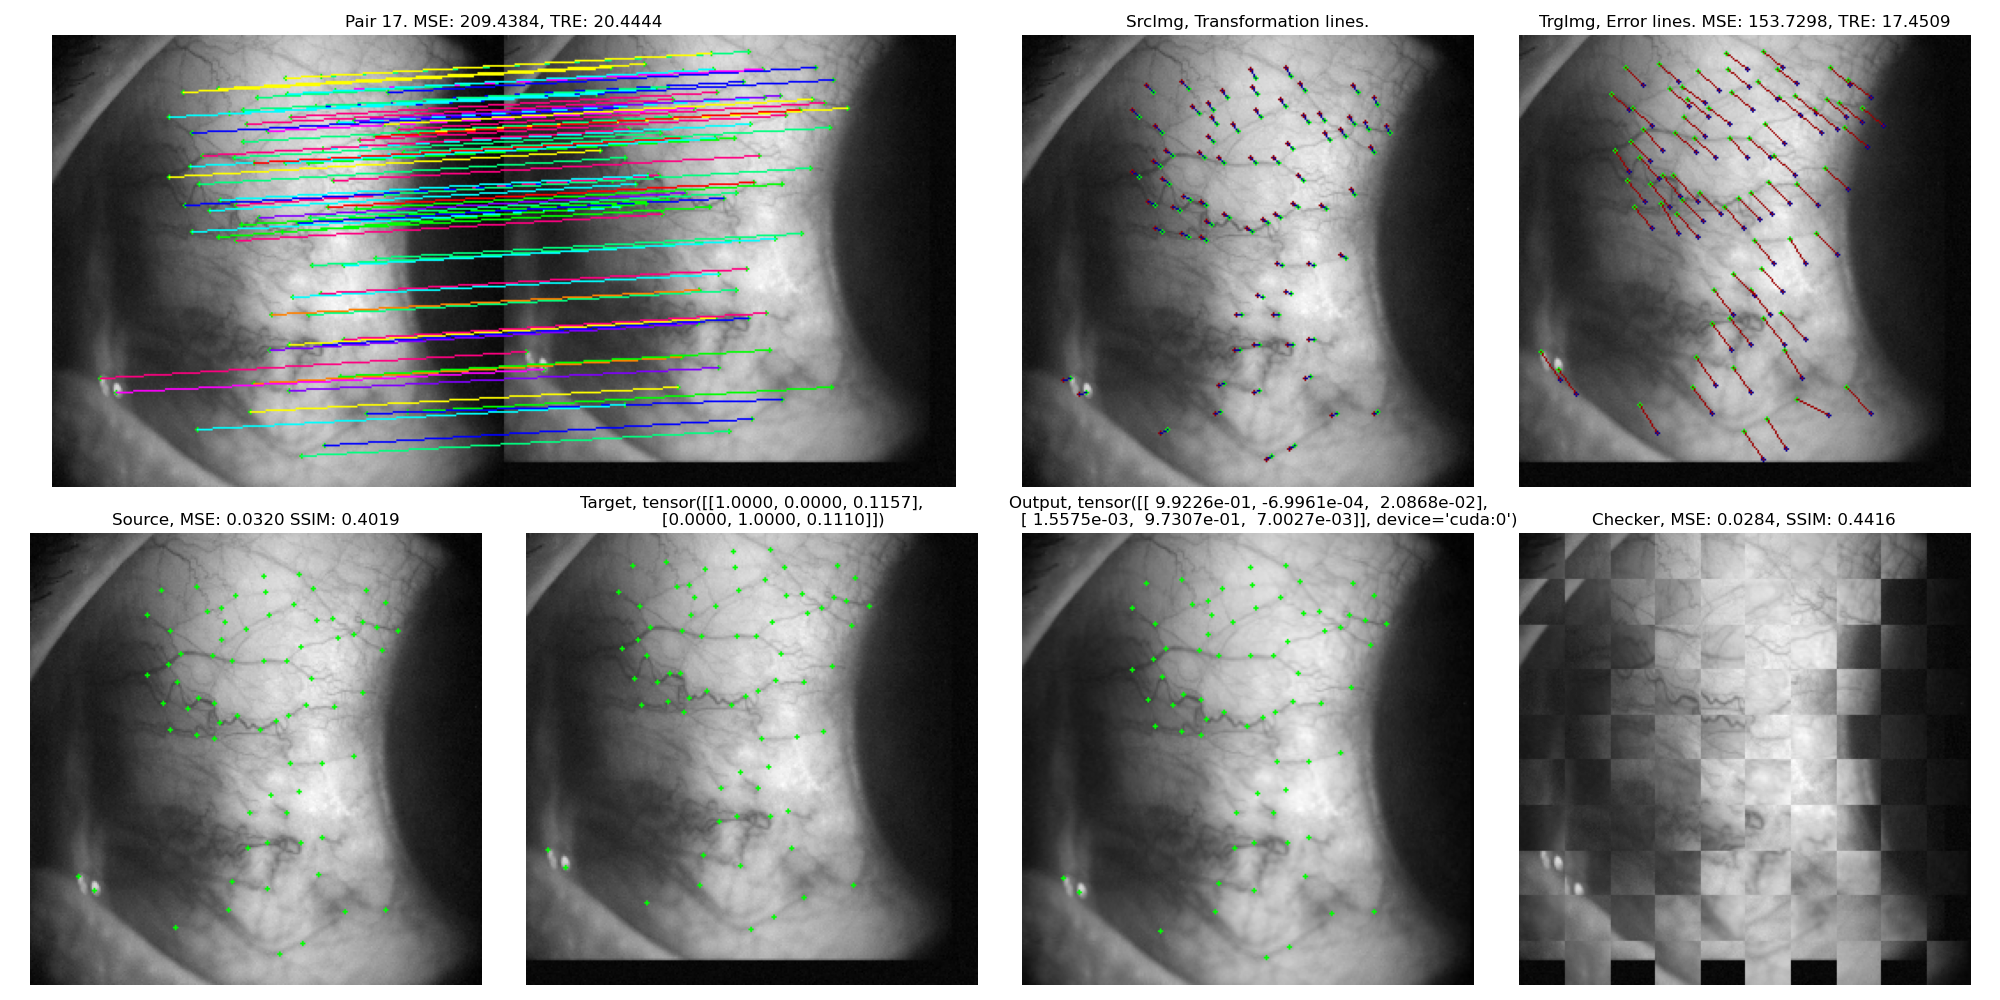 Pair 17. MSE: 209.4384, TRE: 20.4444
SrcImg, Transformation lines.
TrgImg, Error lines. MSE: 153.7298, TRE: 17.4509
Source, MSE: 0.0320 SSIM: 0.4019
Target, tensor([[1.0000, 0.0000, 0.1157],
[0.0000, 1.0000, 0.1110]])
Output, tensor([[ 9.9226e-01, -6.9961e-04, 2.0868e-02],
[ 1.5575e-03, 9.7307e-01, 7.0027e-03]], device='cuda:0')
Checker, MSE: 0.0284, SSIM: 0.4416